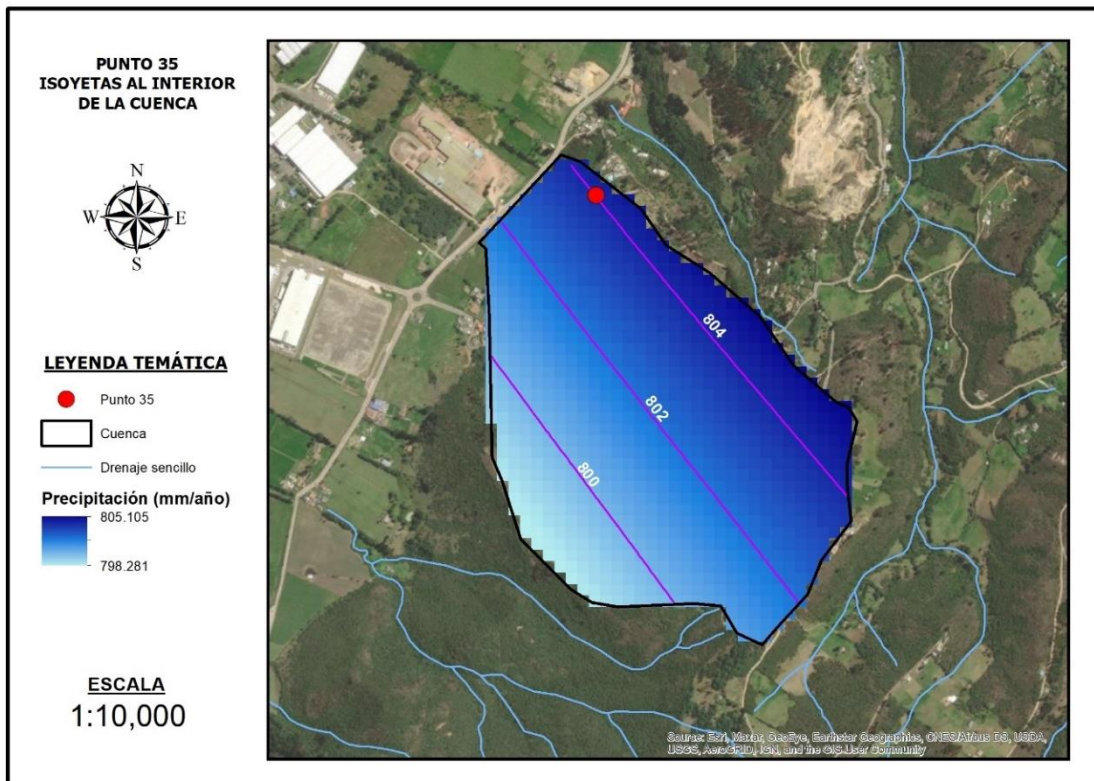 PUNTO 35
ISOYETAS AL INTERIOR
DE LA CUENCA
N
W E
S
LEYENDA TEMÁTICA
Punto 35
Cuenca
Drenaje sencillo
Precipitación (mm/año)
805.105
798.281
ESCALA
1:10,000
804
802
800
Source: Esri, Maxar, GeoEye, Earthstar Geographics, CNES/Airbus DS, USDA,
USGS, AeroGRID, IGN, and the GIS User Community